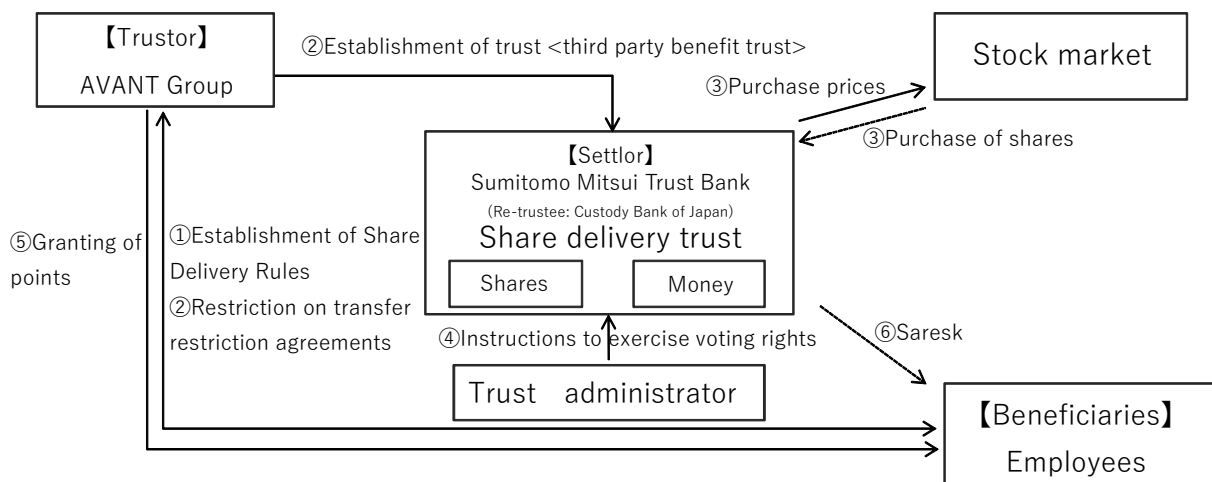 【Trustor】
AVANT Group
②Establishment of trust <third party benefit trust>
Stock market
③Purchase prices
③Purchase of shares
【Settlor】
Sumitomo Mitsui Trust Bank
(Re-trustee: Custody Bank of Japan)
Share delivery trust
Shares
Money
⑤Granting of
points
①Establishment of Share
Delivery Rules
②Restriction on transfer
restriction agreements
④Instructions to exercise voting rights
⑥Saresk
Trust administrator
【Beneficiaries】
Employees